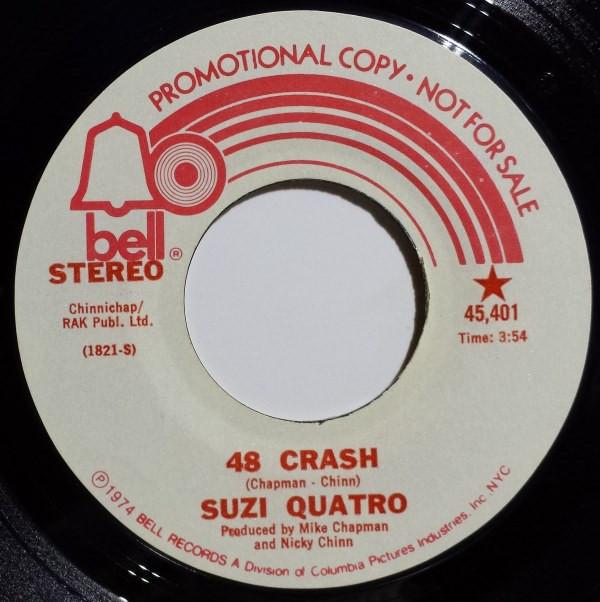 PROMOTIONAL COPY • NOT FOR SALE
bell®
STEREO
Chinnichap/
RAK Publ. Ltd.
(1821-S)
★
45,401
Time: 3:54
48 CRASH
(Chapman - Chinn)
SUZI QUATRO
Produced by Mike Chapman
and Nicky Chinn
Ⓟ1974 BELL RECORDS A Division of Columbia Pictures Industries, Inc. NYC